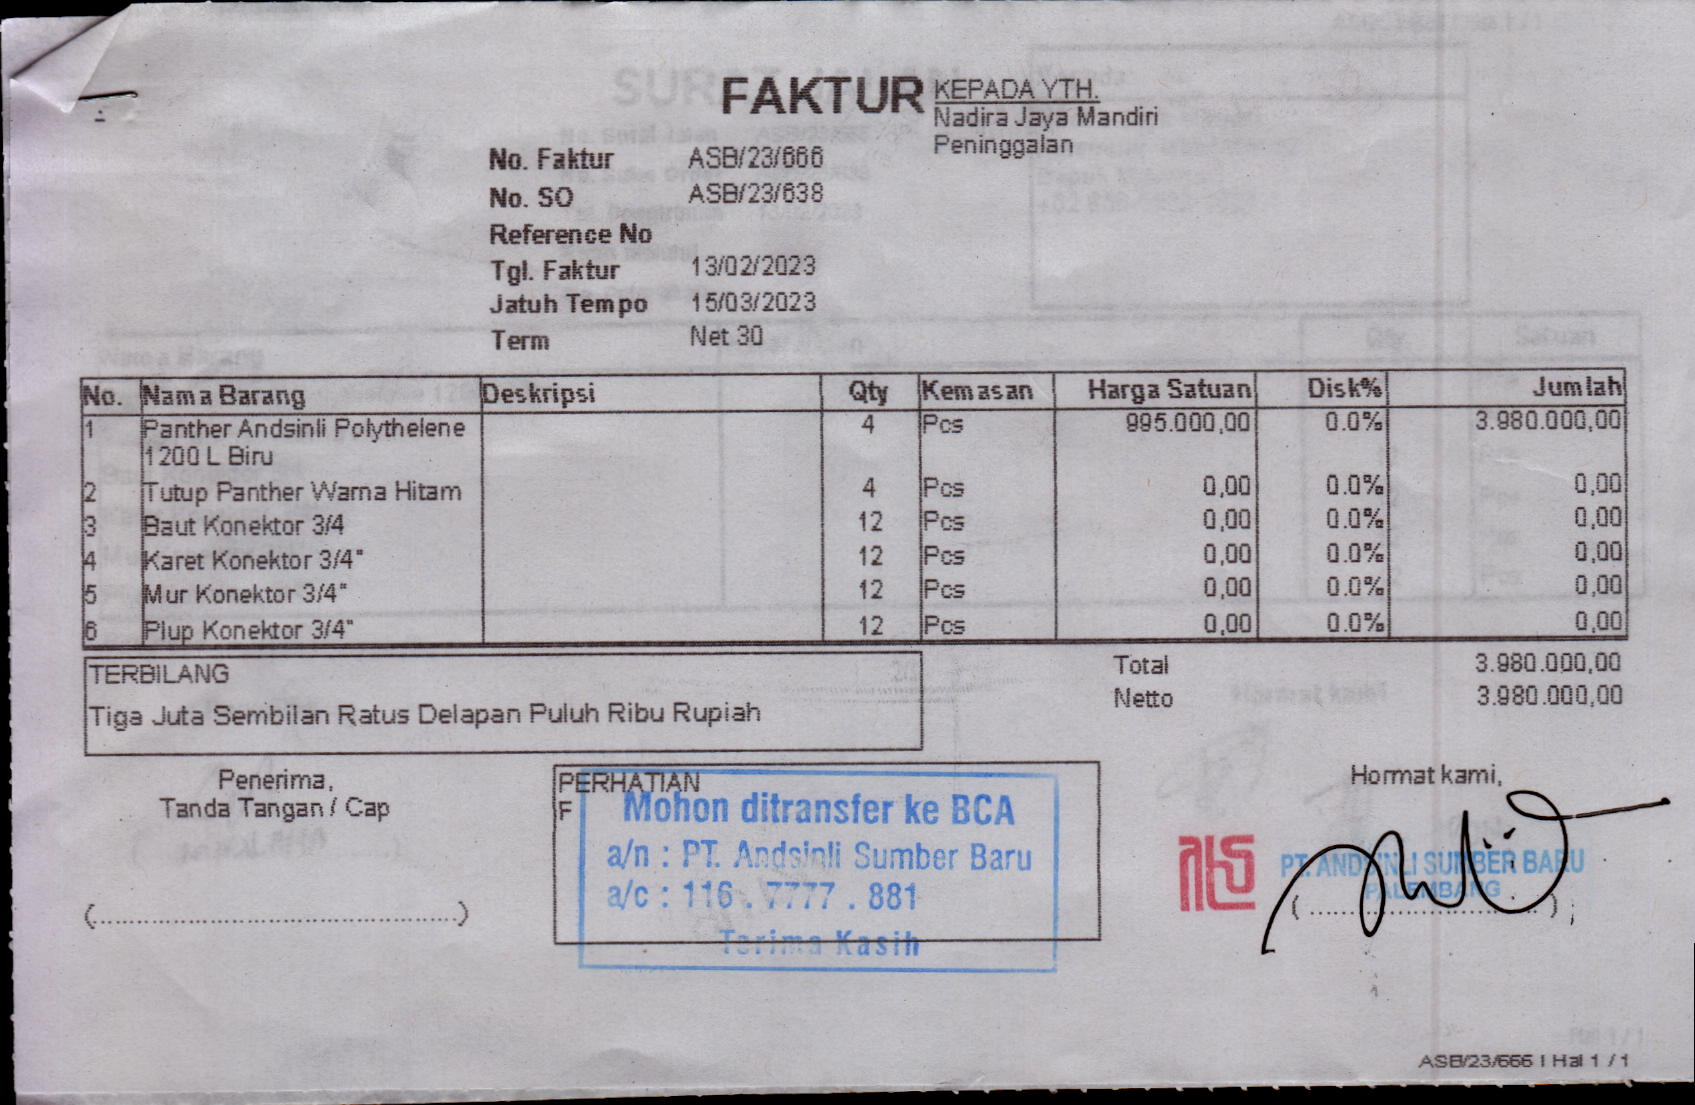 FAKTUR
KEPADA YTH.
Nadira Jaya Mandiri
Peninggalan
No. Faktur ASB/23/666
No. SO ASB/23/638
Reference No
Tgl. Faktur 13/02/2023
Jatuh Tempo 15/03/2023
Term Net 30
No. Nama Barang Deskripsi Qty Kemasan Harga Satuan Disk% Jumlah
1 Panther Andsinli Polythelene 4 Pcs 995.000,00 0.0% 3.980.000,00
1200 L Biru
2 Tutup Panther Warna Hitam 4 Pcs 0,00 0.0% 0,00
3 Baut Konektor 3/4 12 Pcs 0,00 0.0% 0,00
4 Karet Konektor 3/4" 12 Pcs 0,00 0.0% 0,00
5 Mur Konektor 3/4" 12 Pcs 0,00 0.0% 0,00
6 Plup Konektor 3/4" 12 Pcs 0,00 0.0% 0,00
TERBILANG
Tiga Juta Sembilan Ratus Delapan Puluh Ribu Rupiah
Total 3.980.000,00
Netto 3.980.000,00
Penerima,
Tanda Tangan / Cap
(........................................................)
PERHATIAN
F
Mohon ditransfer ke BCA
a/n : PT. Andsinli Sumber Baru
a/c : 116 . 7777 . 881
Terima Kasih
Hormat kami,
PT. ANDSINLI SUMBER BARU
PALEMBANG
(....................................)
ASB/23/666 | Hal 1 / 1